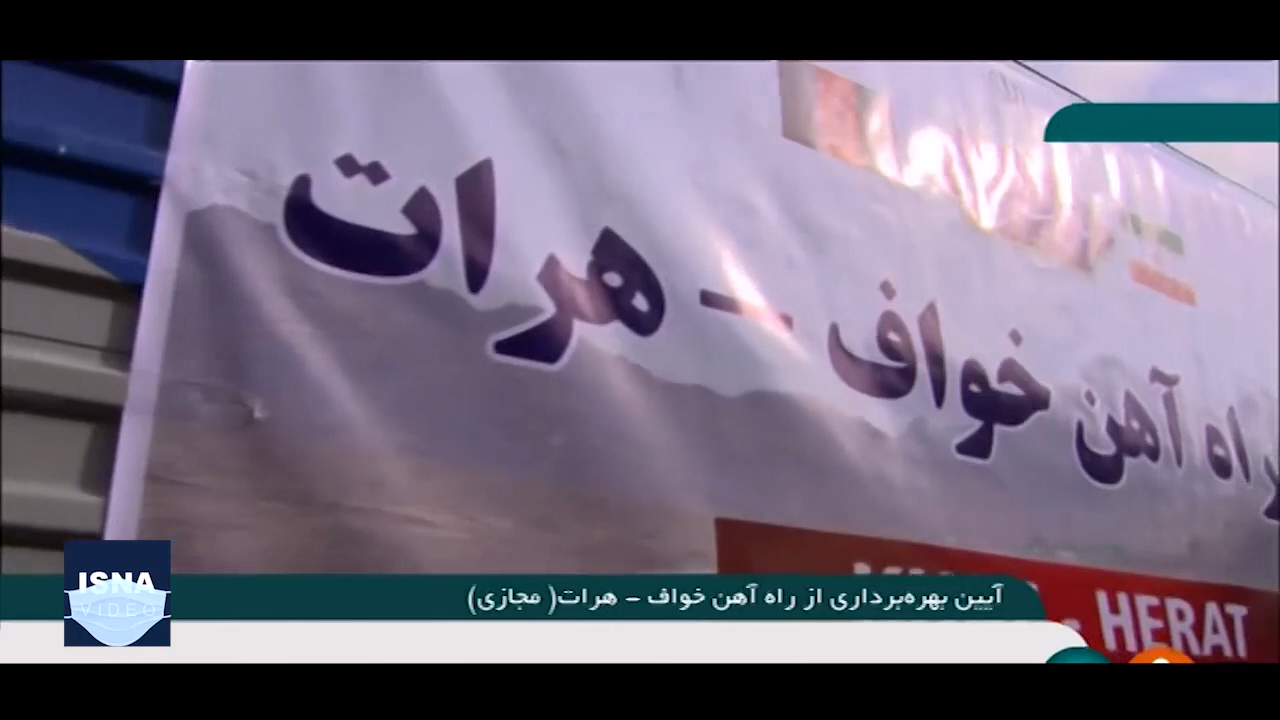 راه آهن خواف - هرات
- HERAT
آیین بهره‌برداری از راه آهن خواف - هرات( مجازی)
ISNA
VIDEO